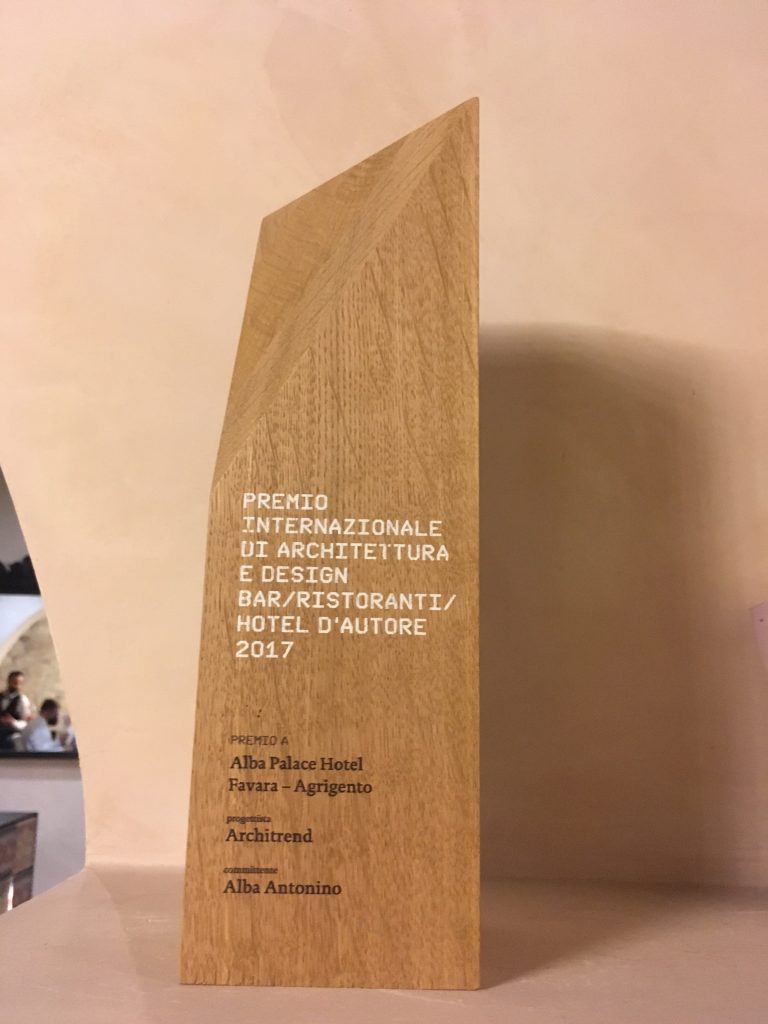 PREMIO
INTERNAZIONALE
DI ARCHITETTURA
E DESIGN
BAR/RISTORANTI/
HOTEL D'AUTORE
2017
PREMIO A
Alba Palace Hotel
Favara – Agrigento
progettista
Architrend
committente
Alba Antonino